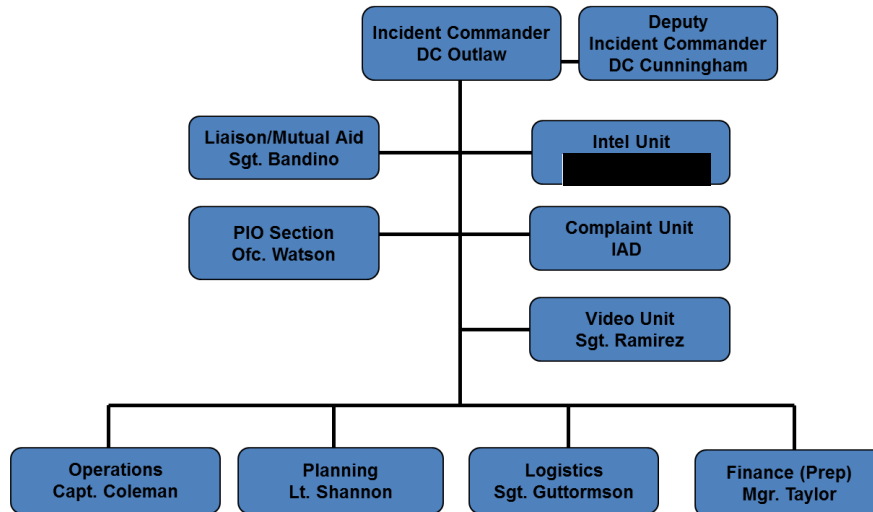 Incident Commander
DC Outlaw
Deputy
Incident Commander
DC Cunningham
Liaison/Mutual Aid
Sgt. Bandino
Intel Unit
PIO Section
Ofc. Watson
Complaint Unit
IAD
Video Unit
Sgt. Ramirez
Operations
Capt. Coleman
Planning
Lt. Shannon
Logistics
Sgt. Guttormson
Finance (Prep)
Mgr. Taylor